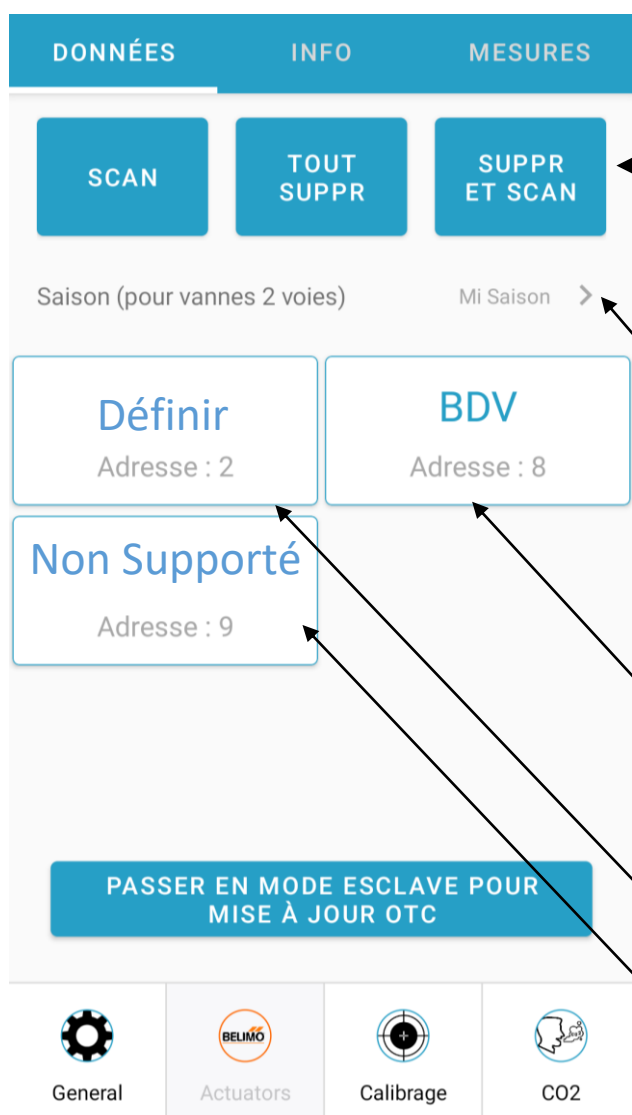 DONNÉES INFO MESURES
SCAN
TOUT
SUPPR
SUPPR
ET SCAN
Saison (pour vannes 2 voies) Mi Saison
Définir
Adresse : 2
BDV
Adresse : 8
Non Supporté
Adresse : 9
PASSER EN MODE ESCLAVE POUR
MISE À JOUR OTC
BELIMO
General Actuators Calibrage CO2